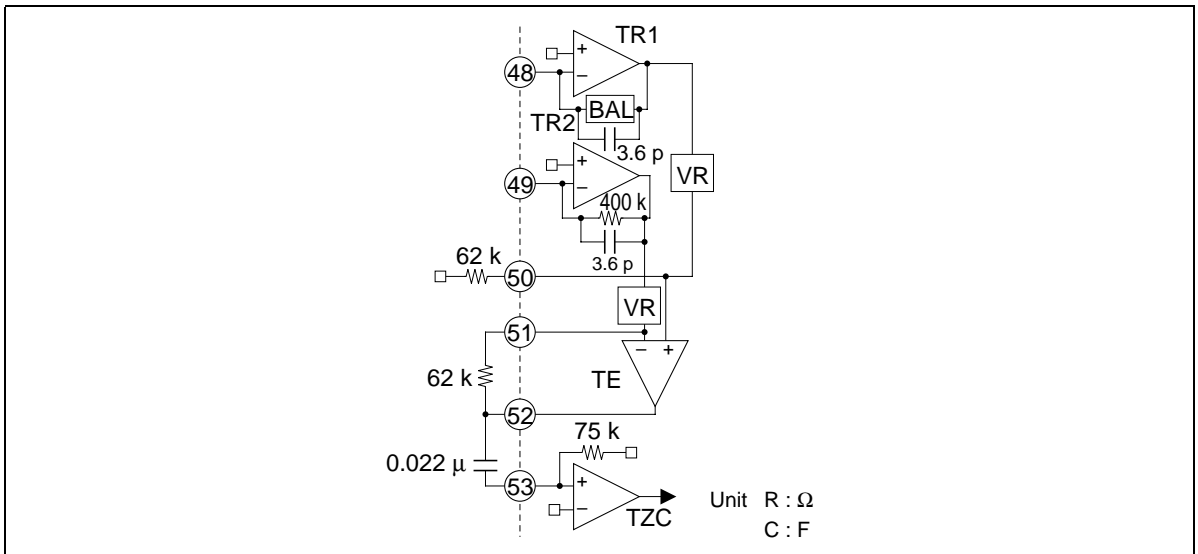 TR1
+
48
−
BAL
TR2
3.6 p
+
VR
49
−
400 k
62 k
3.6 p
50
VR
51
− +
62 k
TE
52
75 k
0.022 μ
53
+
−
TZC
Unit R : Ω
C : F